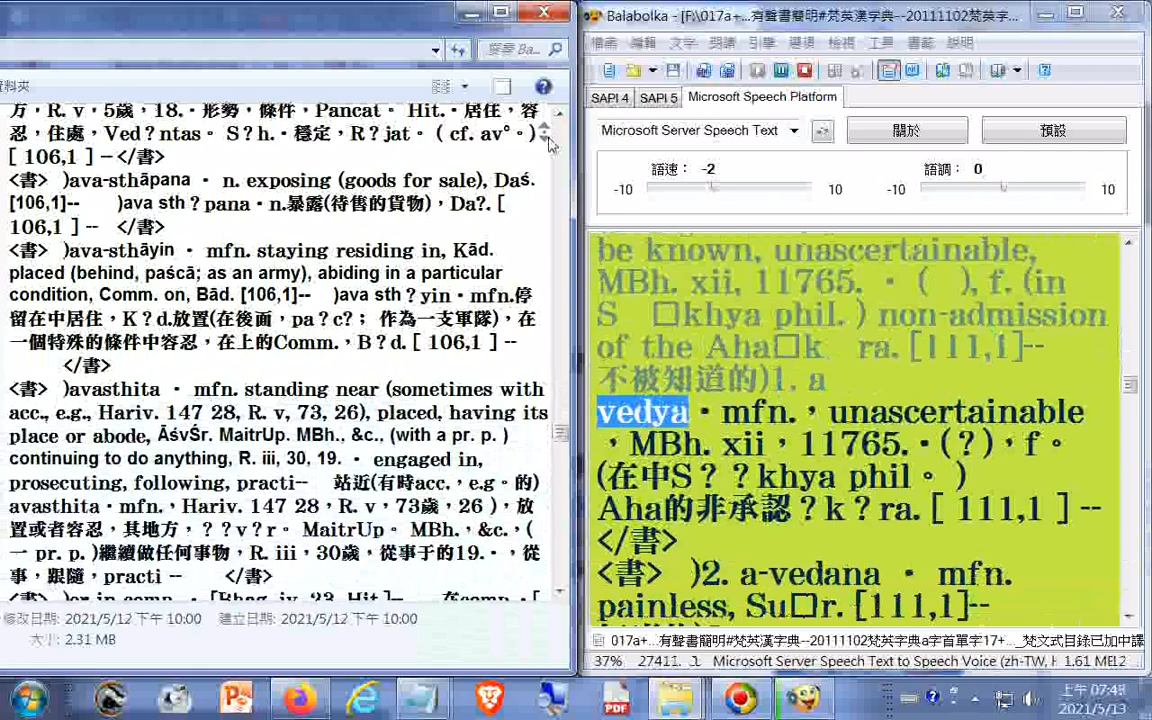 資料夾
方，R. v，5歲，18.‧形勢，條件，Pancat。 Hit.‧居住，容
忍，住處，Ved?ntas。 S?h.‧穩定，R?jat。( cf. av°。)
[ 106,1 ] --</書>
<書> )ava-sthāpana ‧ n. exposing (goods for sale), Daś.
[106,1]-- )ava sth?pana‧n.暴露(待售的貨物)，Da?. [
106,1 ] -- </書>
<書> )ava-sthāyin ‧ mfn. staying residing in, Kād.
placed (behind, paścā; as an army), abiding in a particular
condition, Comm. on, Bād. [106,1]-- )ava sth?yin‧mfn.停
留在中居住，K?d.放置(在後面，pa?c?; 作為一支軍隊)，在
一個特殊的條件中容忍，在上的Comm.，B?d. [ 106,1 ] --
</書>
<書> )avasthita ‧ mfn. standing near (sometimes with
acc., e.g., Hariv. 147 28, R. v, 73, 26), placed, having its
place or abode, ĀśvŚr. MaitrUp. MBh., &c., (with a pr. p. )
continuing to do anything, R. iii, 30, 19. ‧ engaged in,
prosecuting, following, practi-- 站近(有時acc.，e.g。的)
avasthita‧mfn.，Hariv. 147 28，R. v，73歲，26 )，放
置或者容忍，其地方，??v?r。 MaitrUp。 MBh.，&c.，(
一 pr. p. )繼續做任何事物，R. iii，30歲，從事于的19.‧，從
事，跟隨，practi -- </書>
修改日期: 2021/5/12 下午 10:00 建立日期: 2021/5/12 下午 10:00
大小: 2.31 MB
Balabolka - [F:\017a+...有聲書簡明#梵英漢字典--20111102梵英字...
檔案 編輯 文字 朗讀 引擎 選項 檢視 工具 書籤 說明
SAPI 4 SAPI 5 Microsoft Speech Platform
Microsoft Server Speech Text 關於 預設
語速: -2 語調: 0
-10 10 -10 10
be known, unascertainable,
MBh. xii, 11765. ‧ ( ), f. (in
S □khya phil. ) non-admission
of the Aha□k ra. [111,1]--
不被知道的)1. a
vedya‧mfn.，unascertainable
，MBh. xii，11765.‧(?)，f。
(在中S??khya phil。 )
Aha的非承認?k?ra. [ 111,1 ] --
</書>
<書> )2. a-vedana ‧ mfn.
painless, Su□r. [111,1]--
017a+...有聲書簡明#梵英漢字典--20111102梵英字典a字首單字17+..._梵文式目錄已加中譯
37% 27411. Microsoft Server Speech Text to Speech Voice (zh-TW, 1.61 ME
上午 07:4
2021/5/13